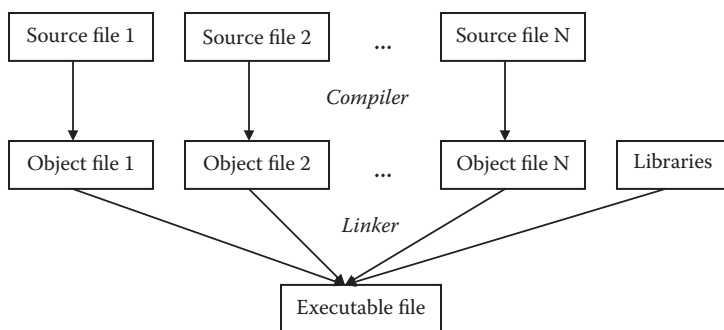 Source file 1
Source file 2
...
Source file N
Compiler
Object file 1
Object file 2
...
Object file N
Libraries
Linker
Executable file